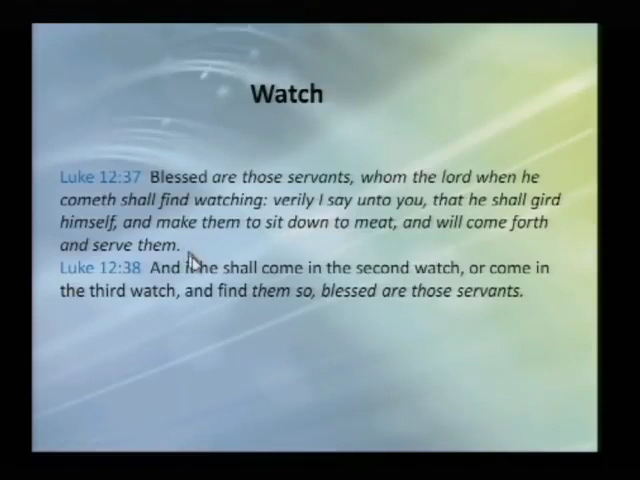 Watch
Luke 12:37 Blessed are those servants, whom the lord when he
cometh shall find watching: verily I say unto you, that he shall gird
himself, and make them to sit down to meat, and will come forth
and serve them.
Luke 12:38 And if he shall come in the second watch, or come in
the third watch, and find them so, blessed are those servants.